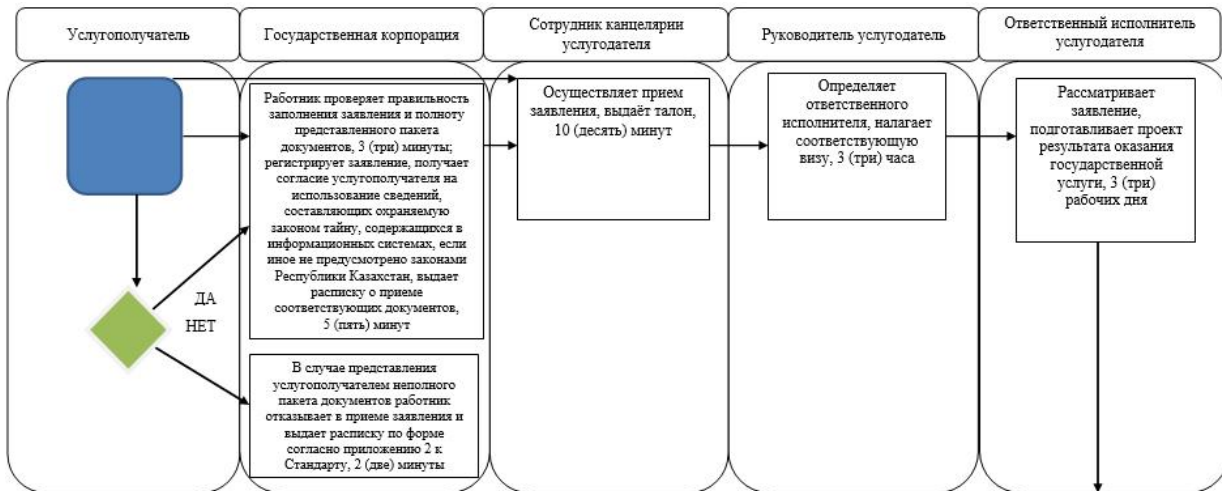 Услугополучатель
Государственная корпорация
Сотрудник канцелярии
услугодателя
Руководитель услугодатель
Ответственный исполнитель
услугодателя
Работник проверяет правильность
заполнения заявления и полноту
представленного пакета
документов, 3 (три) минуты;
регистрирует заявление, получает
согласие услугополучателя на
использование сведений,
составляющих охраняемую
законом тайну, содержащихся в
информационных системах, если
иное не предусмотрено законами
Республики Казахстан, выдает
расписку о приеме
соответствующих документов,
5 (пять) минут
ДА
НЕТ
В случае представления
услугополучателем неполного
пакета документов работник
отказывает в приеме заявления и
выдает расписку по форме
согласно приложению 2 к
Стандарту, 2 (две) минуты
Осуществляет прием
заявления, выдаёт талон,
10 (десять) минут
Определяет
ответственного
исполнителя, налагает
соответствующую
визу, 3 (три) часа
Рассматривает
заявление,
подготавливает проект
результата оказания
государственной
услуги, 3 (три)
рабочих дня